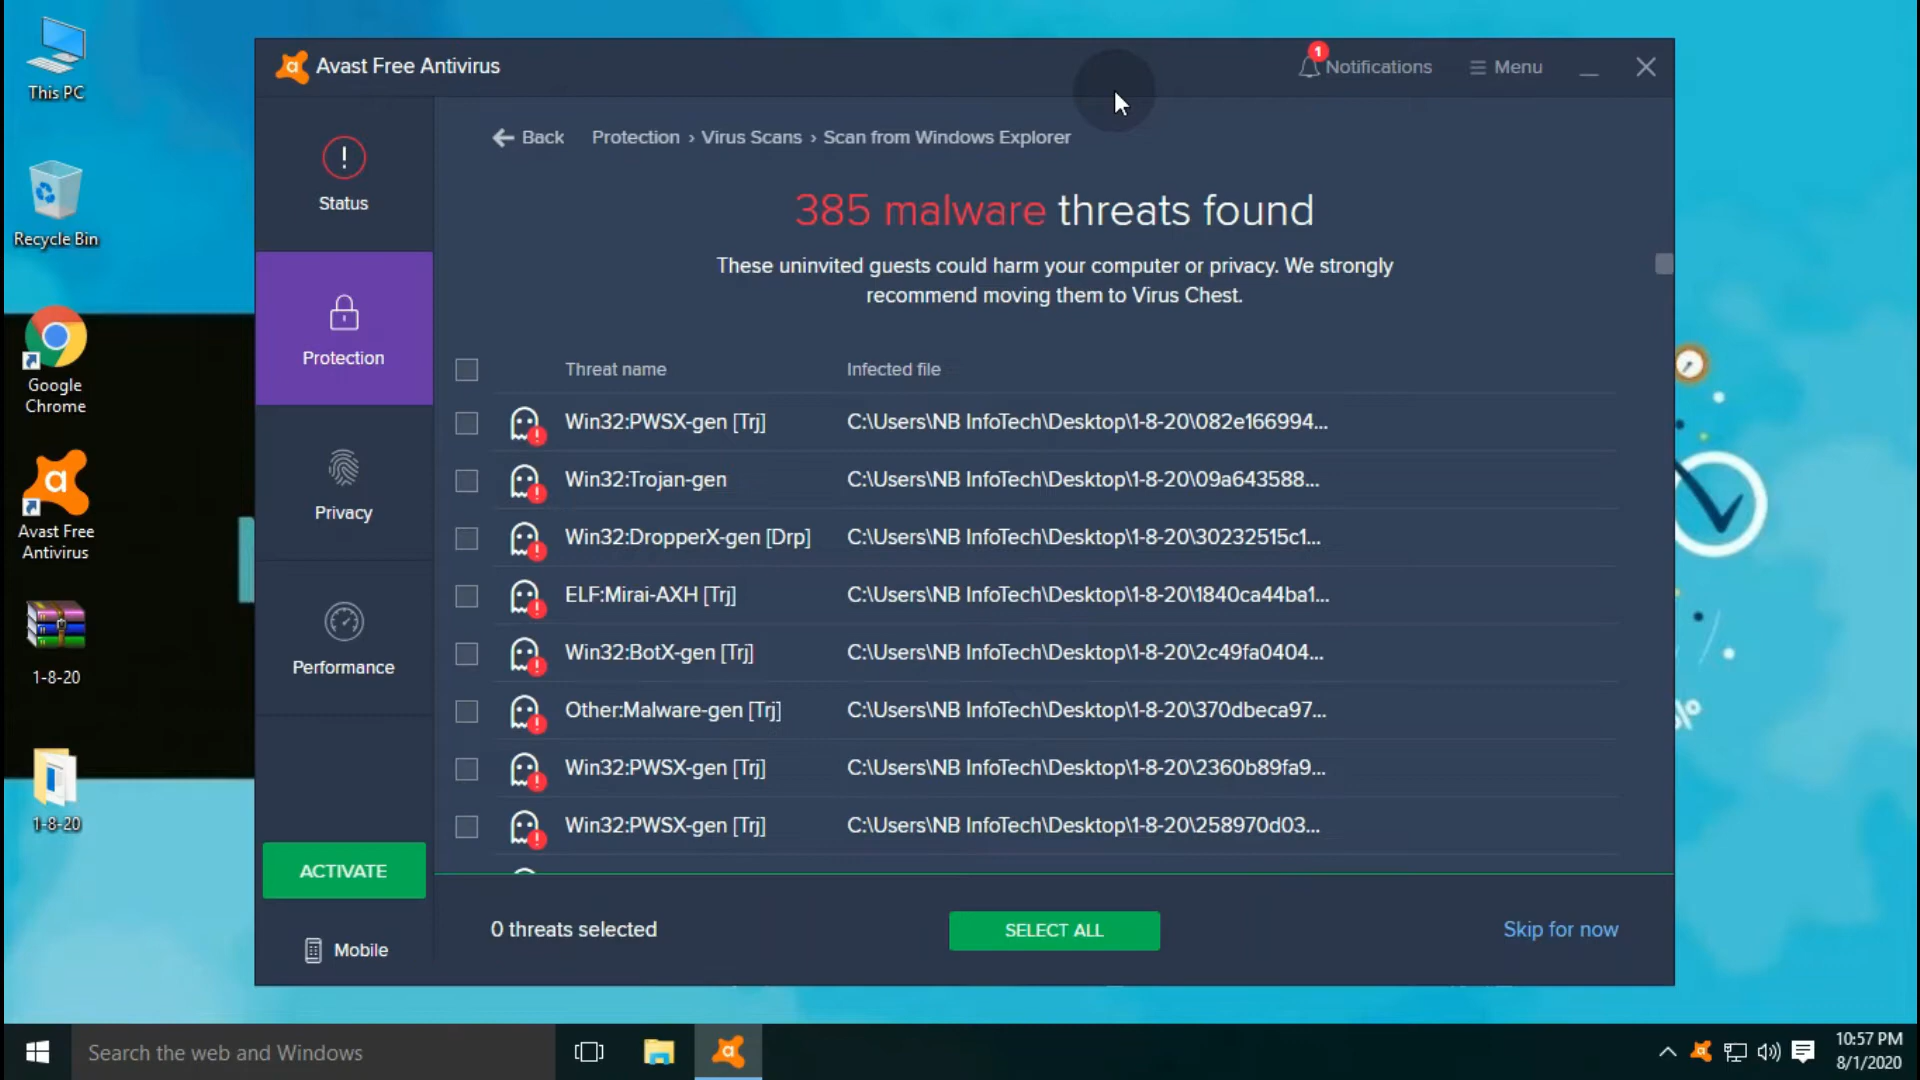 This PC
Recycle Bin
Google
Chrome
Avast Free
Antivirus
1-8-20
1-8-20
Avast Free Antivirus
1
Notifications
Menu
Status
Protection
Privacy
Performance
ACTIVATE
Mobile
Back Protection › Virus Scans › Scan from Windows Explorer
385 malware threats found
These uninvited guests could harm your computer or privacy. We strongly
recommend moving them to Virus Chest.
Threat name Infected file
Win32:PWSX-gen [Trj] C:\Users\NB InfoTech\Desktop\1-8-20\082e166994...
Win32:Trojan-gen C:\Users\NB InfoTech\Desktop\1-8-20\09a643588...
Win32:DropperX-gen [Drp] C:\Users\NB InfoTech\Desktop\1-8-20\30232515c1...
ELF:Mirai-AXH [Trj] C:\Users\NB InfoTech\Desktop\1-8-20\1840ca44ba1...
Win32:BotX-gen [Trj] C:\Users\NB InfoTech\Desktop\1-8-20\2c49fa0404...
Other:Malware-gen [Trj] C:\Users\NB InfoTech\Desktop\1-8-20\370dbeca97...
Win32:PWSX-gen [Trj] C:\Users\NB InfoTech\Desktop\1-8-20\2360b89fa9...
Win32:PWSX-gen [Trj] C:\Users\NB InfoTech\Desktop\1-8-20\258970d03...
0 threats selected
SELECT ALL
Skip for now
%
Search the web and Windows
10:57 PM
8/1/2020